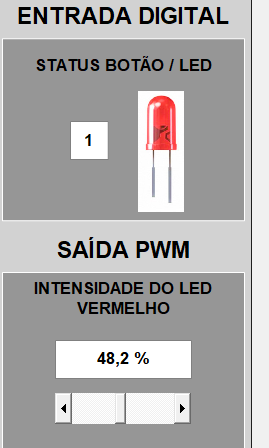 ENTRADA DIGITAL
STATUS BOTÃO / LED
1
SAÍDA PWM
INTENSIDADE DO LED
VERMELHO
48,2 %